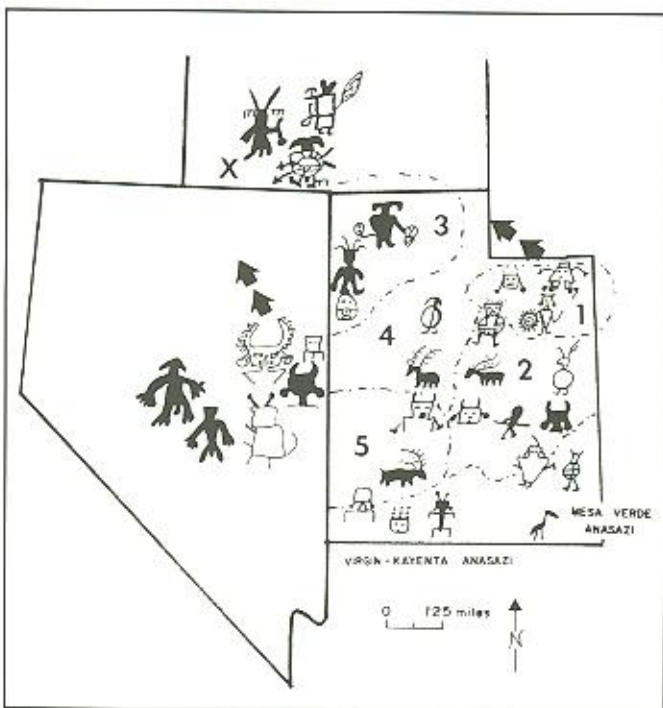 X
3
1
4
2
5
MESA VERDE
ANASAZI
VIRGIN-KAYENTA ANASAZI
0 125 miles
N